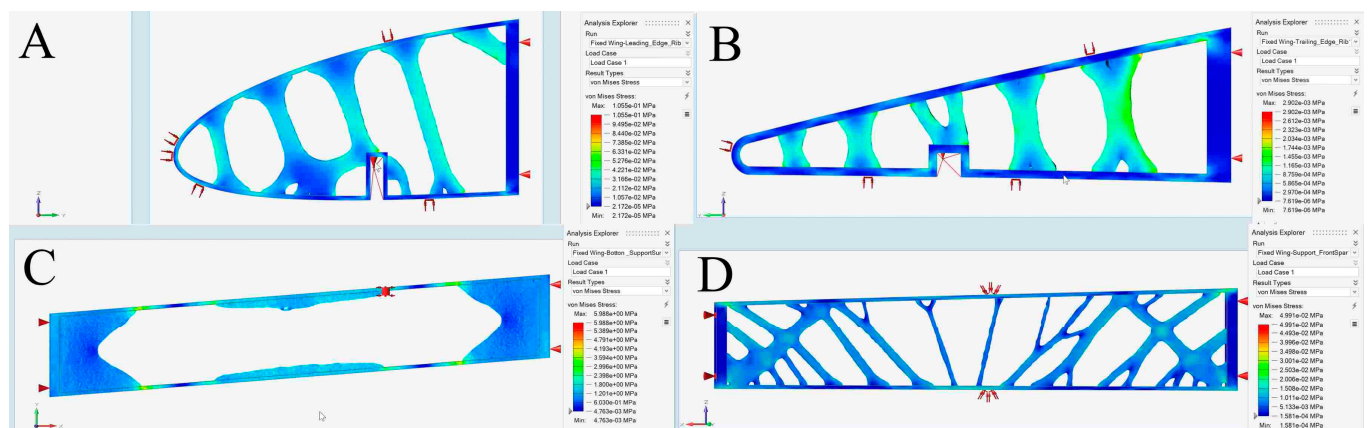 A
Analysis Explorer
Run
Fixed Wing-Leading_Edge_Rib
Load Case
Load Case 1
Result Types
von Mises Stress
von Mises Stress:
Max: 1.055e-01 MPa
1.055e-01 MPa
9.495e-02 MPa
8.440e-02 MPa
7.385e-02 MPa
6.331e-02 MPa
5.276e-02 MPa
4.221e-02 MPa
3.166e-02 MPa
2.112e-02 MPa
1.057e-02 MPa
2.172e-05 MPa
Min: 2.172e-05 MPa
Z
Y
B
Analysis Explorer
Run
Fixed Wing-Trailing_Edge_Rib
Load Case
Load Case 1
Result Types
von Mises Stress
von Mises Stress:
Max: 2.902e-03 MPa
2.902e-03 MPa
2.612e-03 MPa
2.323e-03 MPa
2.034e-03 MPa
1.744e-03 MPa
1.455e-03 MPa
1.165e-03 MPa
8.759e-04 MPa
5.865e-04 MPa
2.970e-04 MPa
7.619e-06 MPa
Min: 7.619e-06 MPa
Z
C
Analysis Explorer
Run
Fixed Wing-Botton _SupportSur
Load Case
Load Case 1
Result Types
von Mises Stress
von Mises Stress:
Max: 5.988e+00 MPa
5.988e+00 MPa
5.389e+00 MPa
4.791e+00 MPa
4.193e+00 MPa
3.594e+00 MPa
2.996e+00 MPa
2.398e+00 MPa
1.800e+00 MPa
1.201e+00 MPa
6.030e-01 MPa
4.763e-03 MPa
Min: 4.763e-03 MPa
D
Analysis Explorer
Run
Fixed Wing-Support_FrontSpar
Load Case
Load Case 1
Result Types
von Mises Stress
von Mises Stress:
Max: 4.991e-02 MPa
4.991e-02 MPa
4.493e-02 MPa
3.996e-02 MPa
3.498e-02 MPa
3.001e-02 MPa
2.503e-02 MPa
2.006e-02 MPa
1.508e-02 MPa
1.011e-02 MPa
5.133e-03 MPa
1.581e-04 MPa
Min: 1.581e-04 MPa
Z